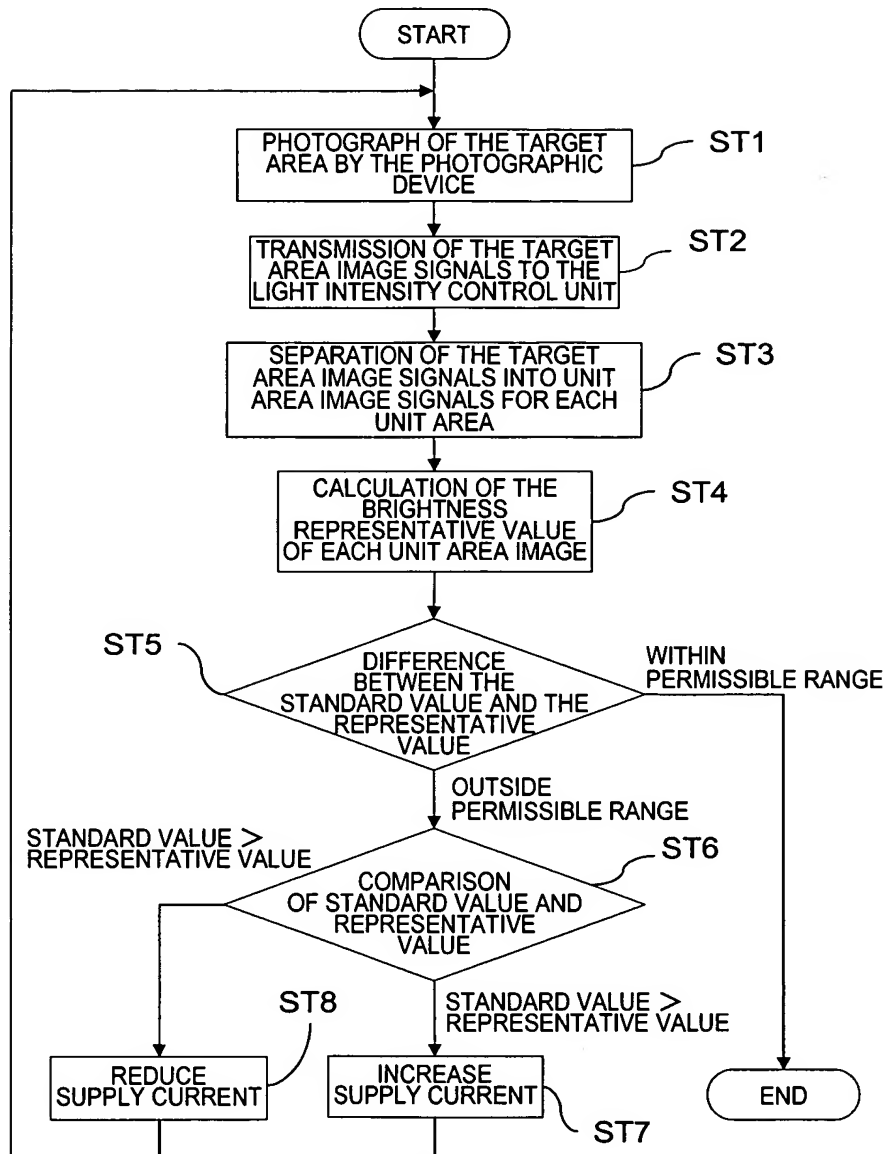 START
PHOTOGRAPH OF THE TARGET
AREA BY THE PHOTOGRAPHIC
DEVICE
ST1
TRANSMISSION OF THE TARGET
AREA IMAGE SIGNALS TO THE
LIGHT INTENSITY CONTROL UNIT
ST2
SEPARATION OF THE TARGET
AREA IMAGE SIGNALS INTO UNIT
AREA IMAGE SIGNALS FOR EACH
UNIT AREA
ST3
CALCULATION OF THE
BRIGHTNESS
REPRESENTATIVE VALUE
OF EACH UNIT AREA IMAGE
ST4
ST5
DIFFERENCE
BETWEEN THE
STANDARD VALUE AND THE
REPRESENTATIVE
VALUE
WITHIN
PERMISSIBLE RANGE
OUTSIDE
PERMISSIBLE RANGE
STANDARD VALUE >
REPRESENTATIVE VALUE
ST6
COMPARISON
OF STANDARD VALUE AND
REPRESENTATIVE
VALUE
ST8
STANDARD VALUE >
REPRESENTATIVE VALUE
REDUCE
SUPPLY CURRENT
INCREASE
SUPPLY CURRENT
ST7
END